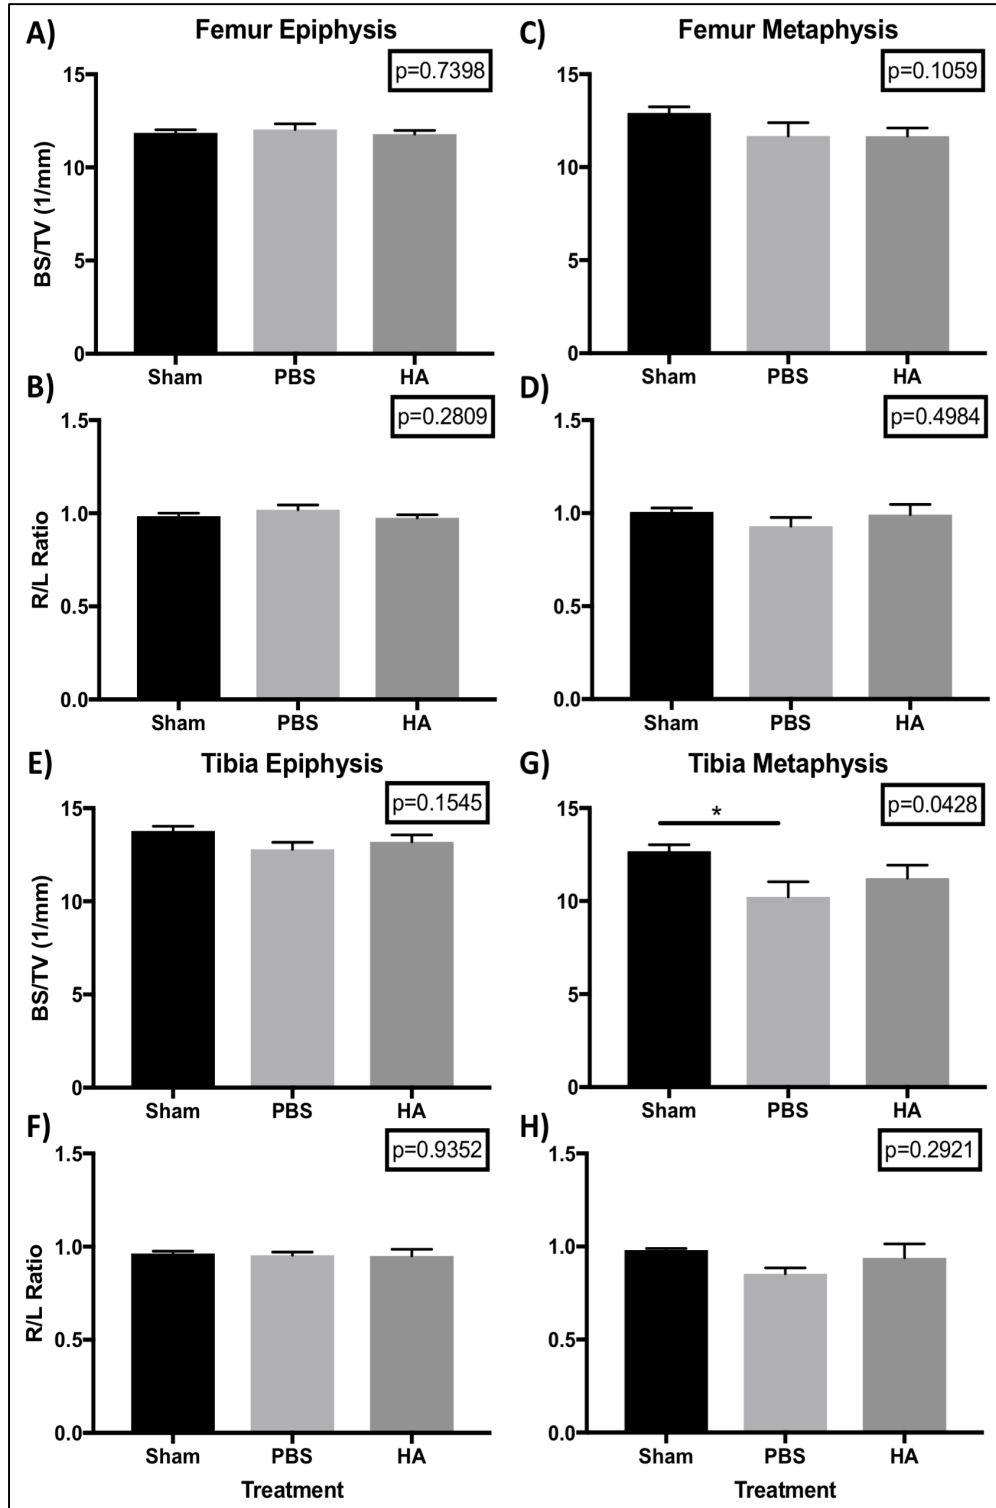 A)
Femur Epiphysis
p=0.7398
15
10
5
0
BS/TV (1/mm)
Sham PBS HA
C)
Femur Metaphysis
p=0.1059
15
10
5
0
Sham PBS HA
B)
p=0.2809
1.5
1.0
0.5
0.0
R/L Ratio
Sham PBS HA
D)
p=0.4984
1.5
1.0
0.5
0.0
Sham PBS HA
E)
Tibia Epiphysis
p=0.1545
15
10
5
0
BS/TV (1/mm)
Sham PBS HA
G)
Tibia Metaphysis
p=0.0428
*
15
10
5
0
Sham PBS HA
F)
p=0.9352
1.5
1.0
0.5
0.0
R/L Ratio
Sham PBS HA
Treatment
H)
p=0.2921
1.5
1.0
0.5
0.0
Sham PBS HA
Treatment